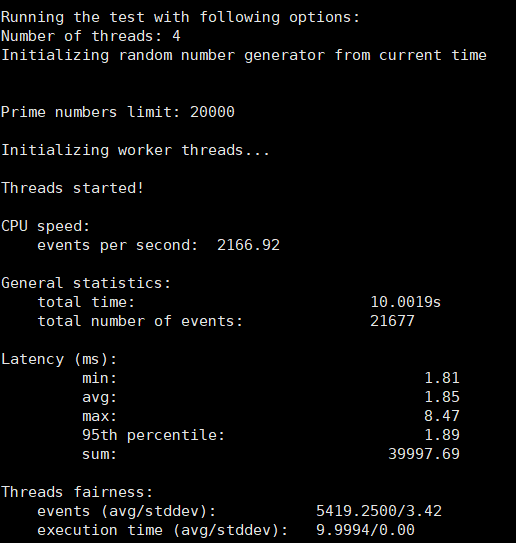 Running the test with following options:
Number of threads: 4
Initializing random number generator from current time
Prime numbers limit: 20000
Initializing worker threads...
Threads started!
CPU speed:
events per second: 2166.92
General statistics:
total time: 10.0019s
total number of events: 21677
Latency (ms):
min: 1.81
avg: 1.85
max: 8.47
95th percentile: 1.89
sum: 39997.69
Threads fairness:
events (avg/stddev): 5419.2500/3.42
execution time (avg/stddev): 9.9994/0.00